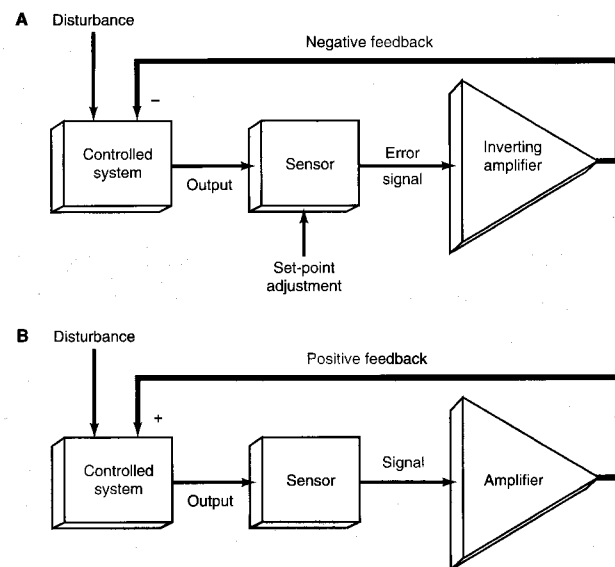 A
Disturbance
Negative feedback
−
Controlled
system
Output
Sensor
Error
signal
Inverting
amplifier
Set-point
adjustment
B
Disturbance
Positive feedback
+
Controlled
system
Output
Sensor
Signal
Amplifier